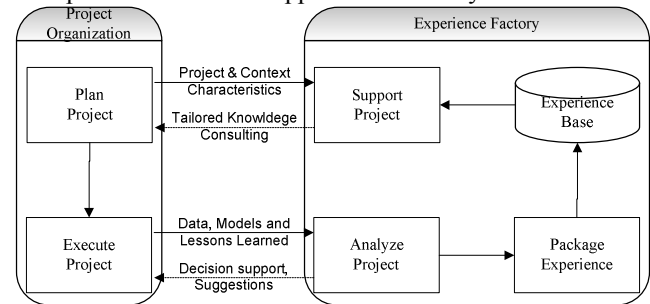 Project
Organization
Experience Factory
Plan
Project
Project & Context
Characteristics
Tailored Knowldege
Consulting
Support
Project
Experience
Base
Execute
Project
Data, Models and
Lessons Learned
Decision support,
Suggestions
Analyze
Project
Package
Experience